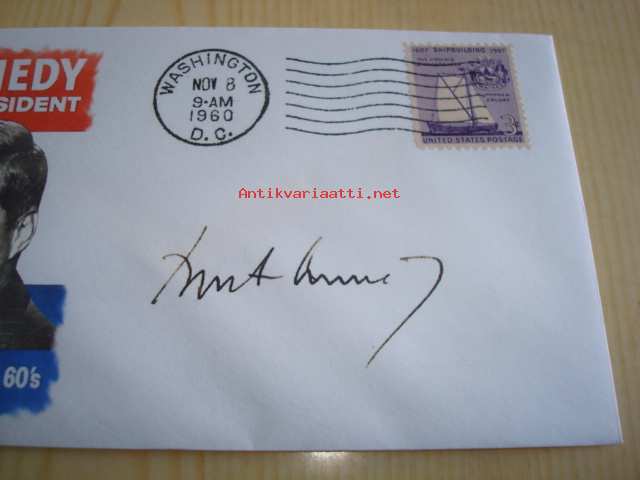 NEDY
SIDENT
60's
WASHINGTON
NOV 8
9-AM
1960
D. C.
1607 SHIPBUILDING 1957
3¢
UNITED STATES POSTAGE
Antikvariaatti.net